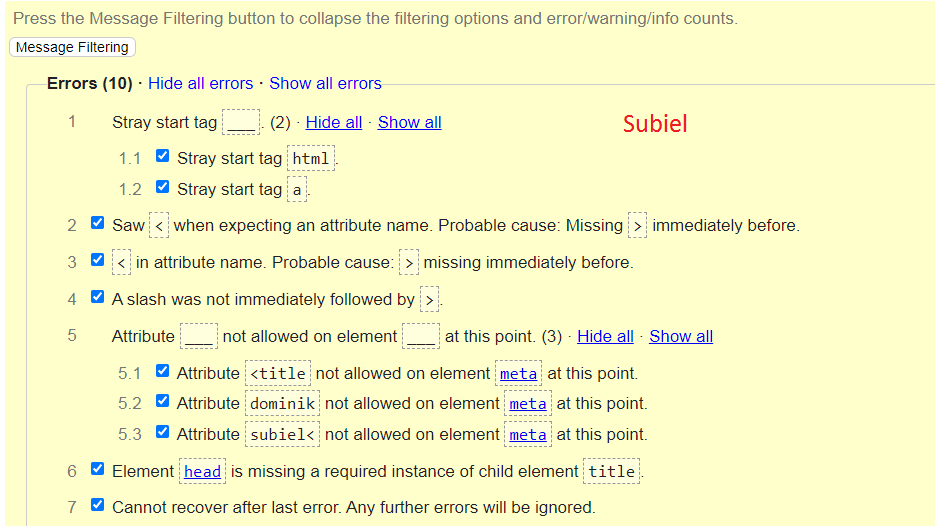 Press the Message Filtering button to collapse the filtering options and error/warning/info counts.
Message Filtering
Errors (10) · Hide all errors · Show all errors
1 Stray start tag ___. (2) · Hide all · Show all
Subiel
1.1 Stray start tag html.
1.2 Stray start tag a.
2 Saw < when expecting an attribute name. Probable cause: Missing > immediately before.
3 < in attribute name. Probable cause: > missing immediately before.
4 A slash was not immediately followed by >.
5 Attribute ___ not allowed on element ___ at this point. (3) · Hide all · Show all
5.1 Attribute <title not allowed on element meta at this point.
5.2 Attribute dominik not allowed on element meta at this point.
5.3 Attribute subiel< not allowed on element meta at this point.
6 Element head is missing a required instance of child element title.
7 Cannot recover after last error. Any further errors will be ignored.